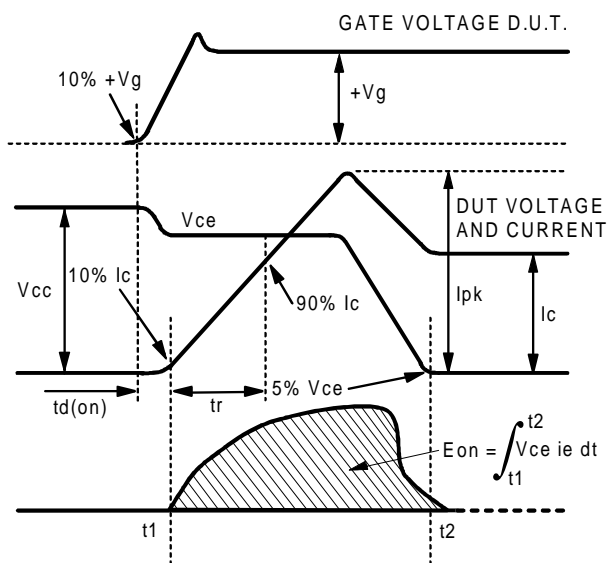 GATE VOLTAGE D.U.T.
10% +Vg
+Vg
Vce
DUT VOLTAGE
AND CURRENT
Vcc
10% Ic
90% Ic
Ipk
Ic
td(on)
tr
5% Vce
Eon = ∫ Vce ie dt
t2
t1
t1
t2